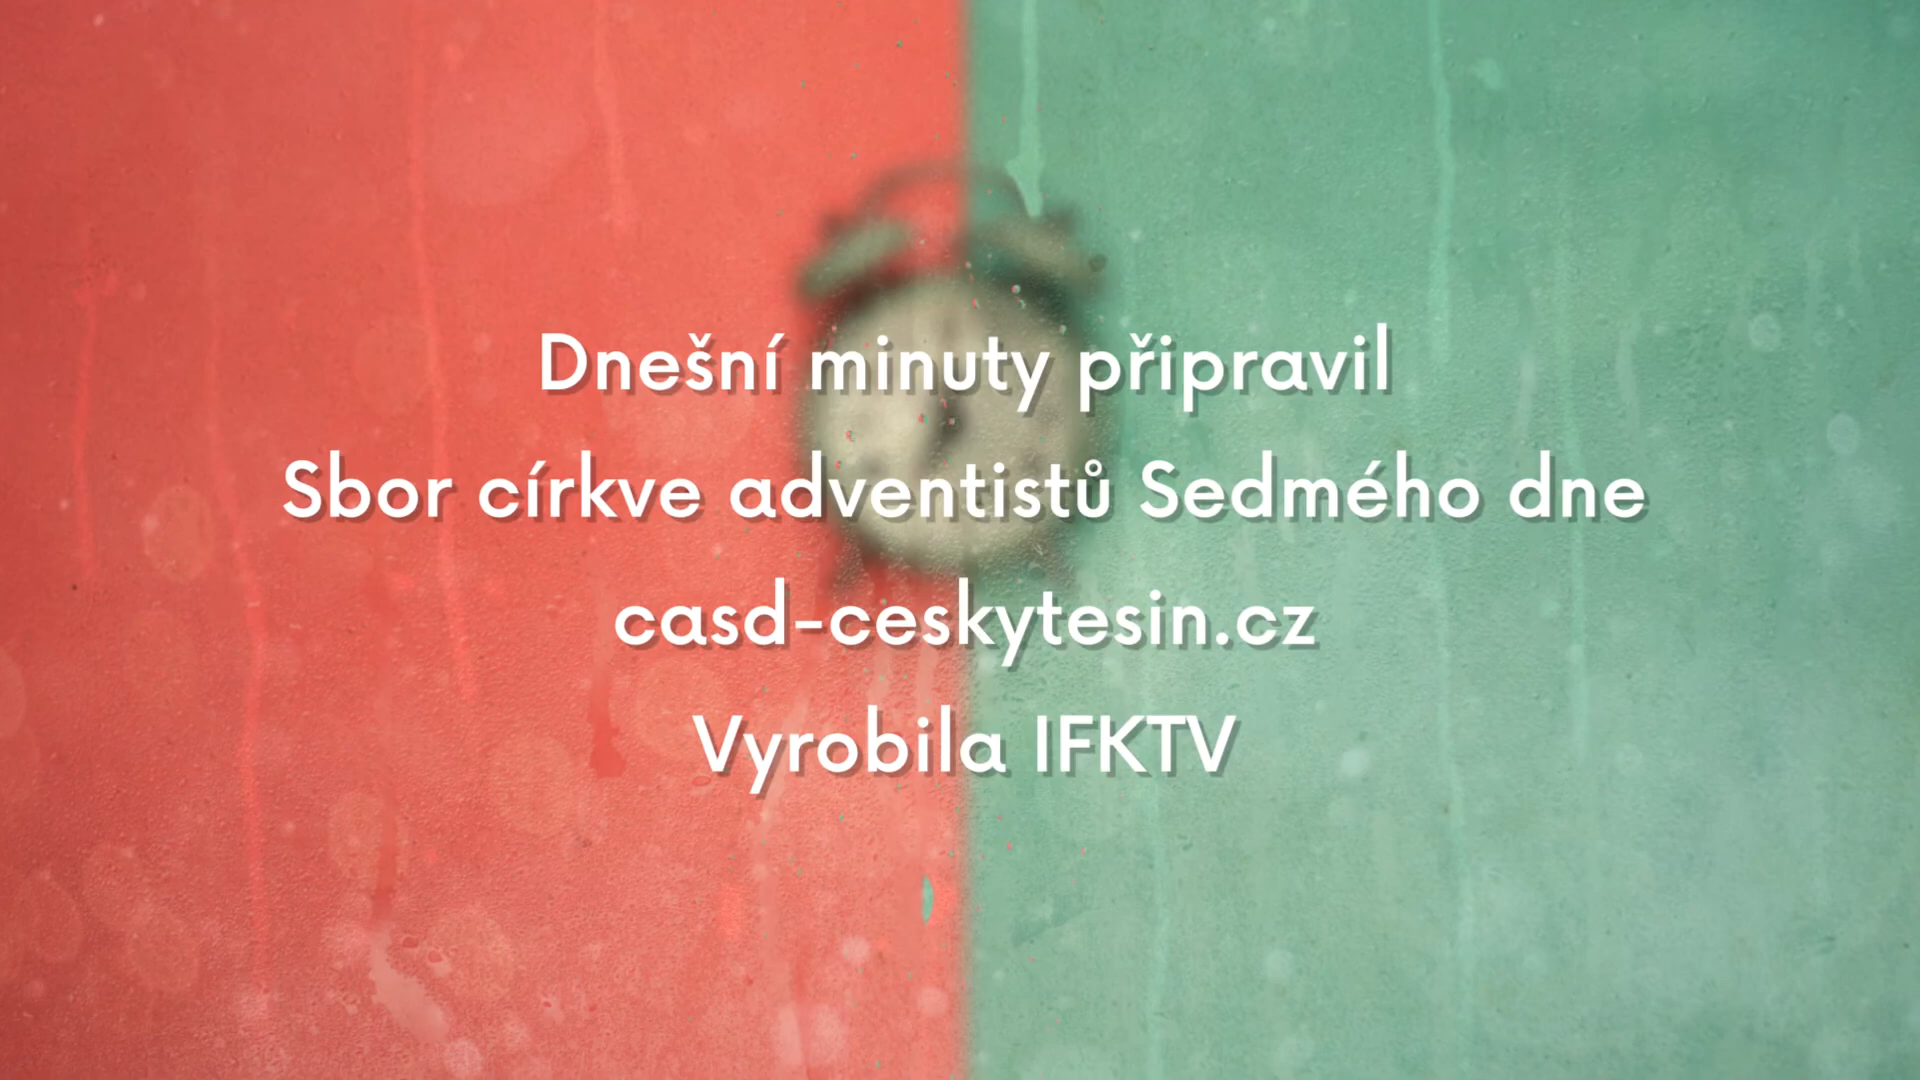 Dnešní minuty připravil
Sbor církve adventistů Sedmého dne
casd-ceskytesin.cz
Vyrobila IFKTV